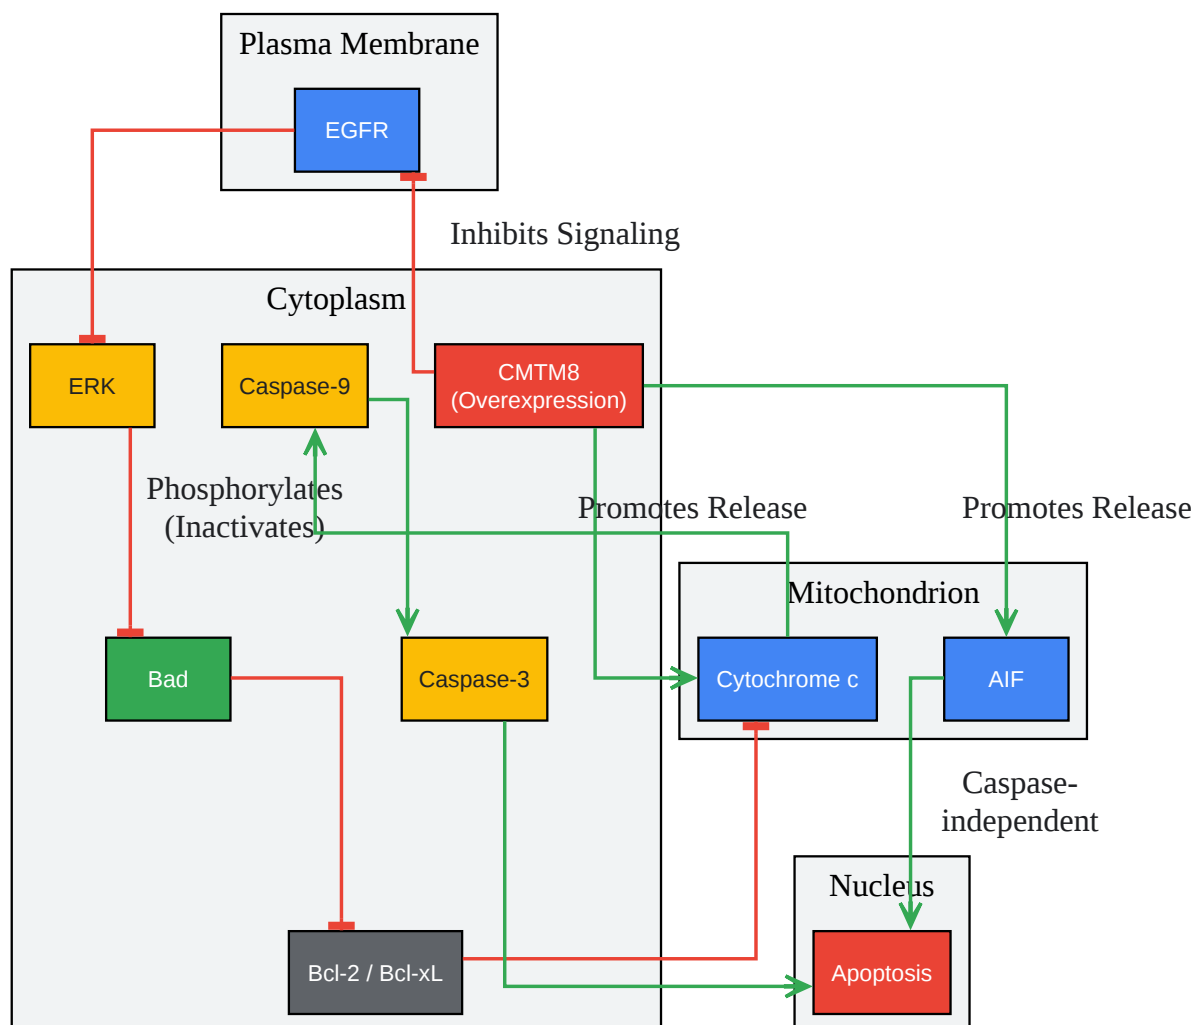 Plasma Membrane
EGFR
Inhibits Signaling
Cytoplasm
ERK
Caspase-9
CMTM8
(Overexpression)
Phosphorylates
(Inactivates)
Promotes Release
Promotes Release
Mitochondrion
Bad
Caspase-3
Cytochrome c
AIF
Caspase-
independent
Nucleus
Bcl-2 / Bcl-xL
Apoptosis